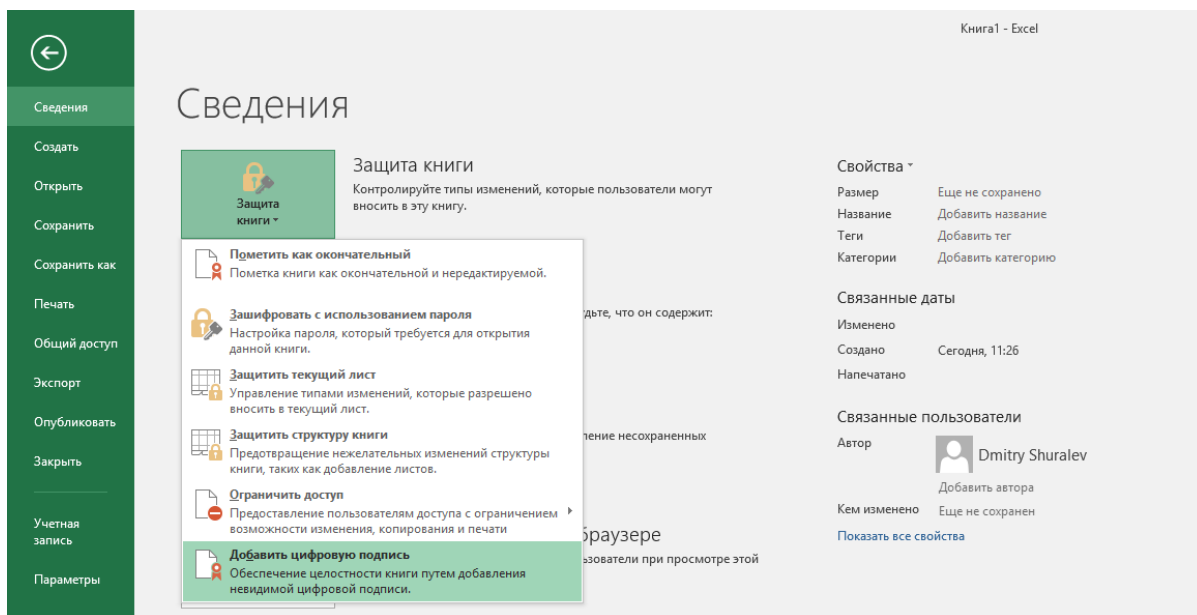 Книга1 - Excel
Сведения
Создать
Открыть
Сохранить
Сохранить как
Печать
Общий доступ
Экспорт
Опубликовать
Закрыть
Учетная
запись
Параметры
Сведения
Защита
книги
Защита книги
Контролируйте типы изменений, которые пользователи могут
вносить в эту книгу.
Пометить как окончательный
Пометка книги как окончательной и нередактируемой.
Зашифровать с использованием пароля
Настройка пароля, который требуется для открытия
данной книги.
Защитить текущий лист
Управление типами изменений, которые разрешено
вносить в текущий лист.
Защитить структуру книги
Предотвращение нежелательных изменений структуры
книги, таких как добавление листов.
Ограничить доступ
Предоставление пользователям доступа с ограничением
возможности изменения, копирования и печати
Добавить цифровую подпись
Обеспечение целостности книги путем добавления
невидимой цифровой подписи.
что он содержит:
несохраненных
при просмотре этой
Свойства
Размер Еще не сохранено
Название Добавить название
Теги Добавить тег
Категории Добавить категорию
Связанные даты
Изменено
Создано Сегодня, 11:26
Напечатано
Связанные пользователи
Автор Dmitry Shuralev
Добавить автора
Кем изменено Еще не сохранен
Показать все свойства